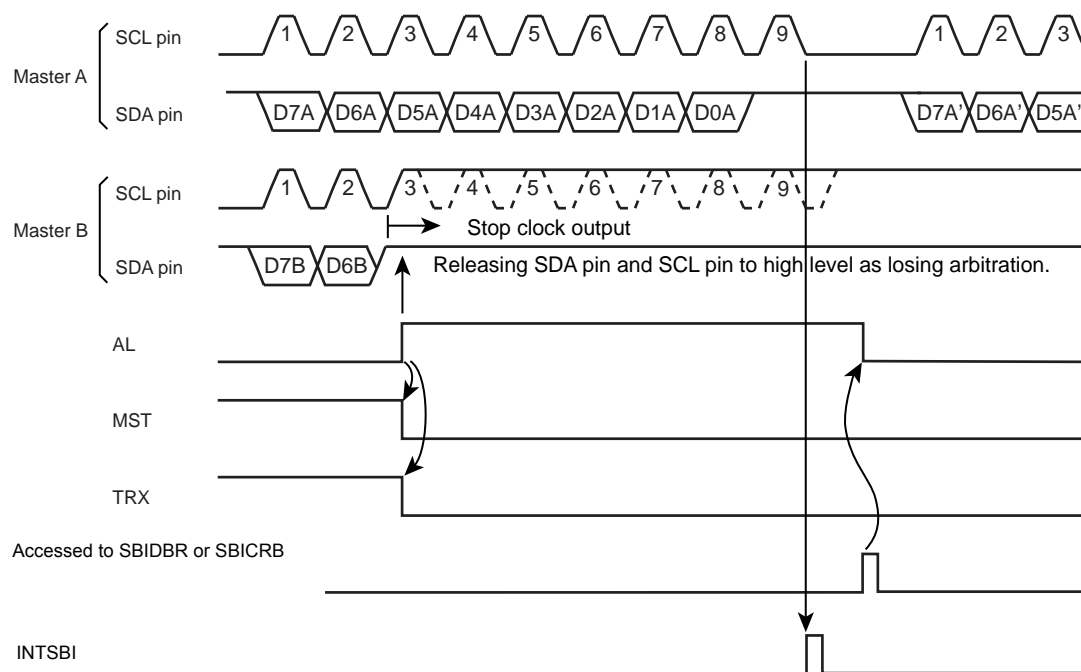 Master A
SCL pin
1 2 3 4 5 6 7 8 9 1 2 3
SDA pin
D7A D6A D5A D4A D3A D2A D1A D0A D7A' D6A' D5A'
Master B
SCL pin
1 2 3 4 5 6 7 8 9
Stop clock output
SDA pin
D7B D6B
Releasing SDA pin and SCL pin to high level as losing arbitration.
AL
MST
TRX
Accessed to SBIDBR or SBICRB
INTSBI